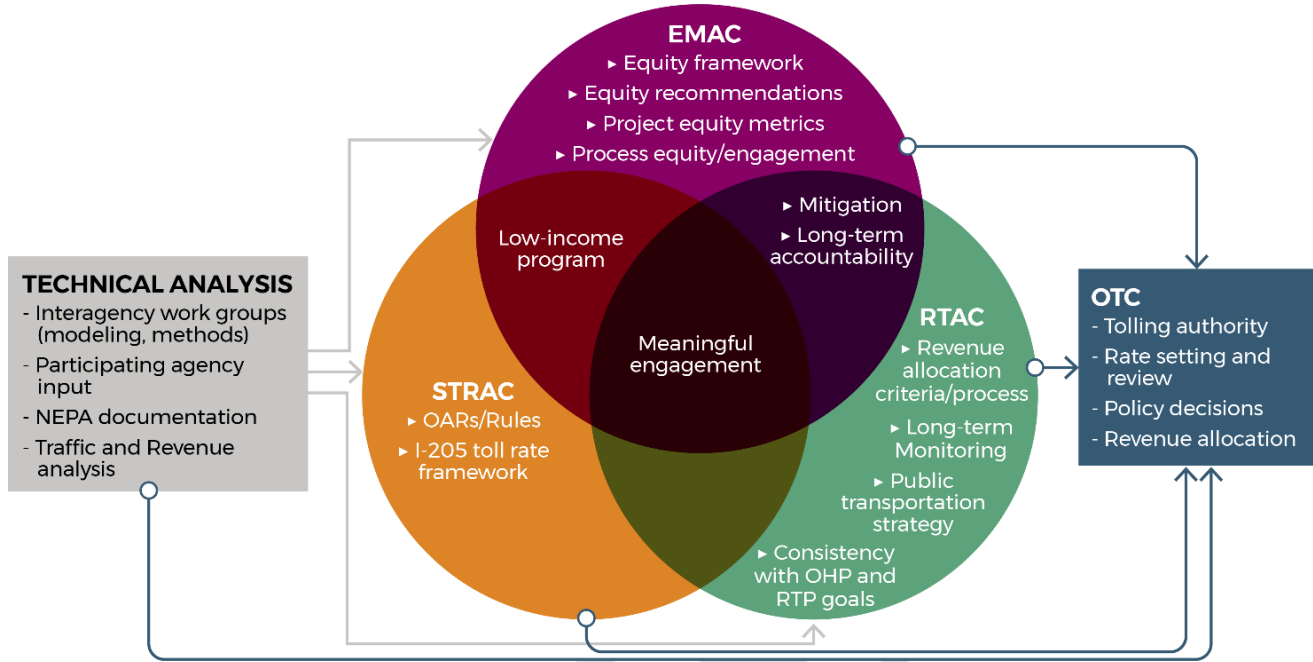 TECHNICAL ANALYSIS
- Interagency work groups
(modeling, methods)
- Participating agency
input
- NEPA documentation
- Traffic and Revenue
analysis
EMAC
▸ Equity framework
▸ Equity recommendations
▸ Project equity metrics
▸ Process equity/engagement
Low-income
program
▸ Mitigation
▸ Long-term
accountability
Meaningful
engagement
STRAC
▸ OARs/Rules
▸ I-205 toll rate
framework
RTAC
▸ Revenue
allocation
criteria/process
▸ Long-term
Monitoring
▸ Public
transportation
strategy
▸ Consistency
with OHP and
RTP goals
OTC
- Tolling authority
- Rate setting and
review
- Policy decisions
- Revenue allocation